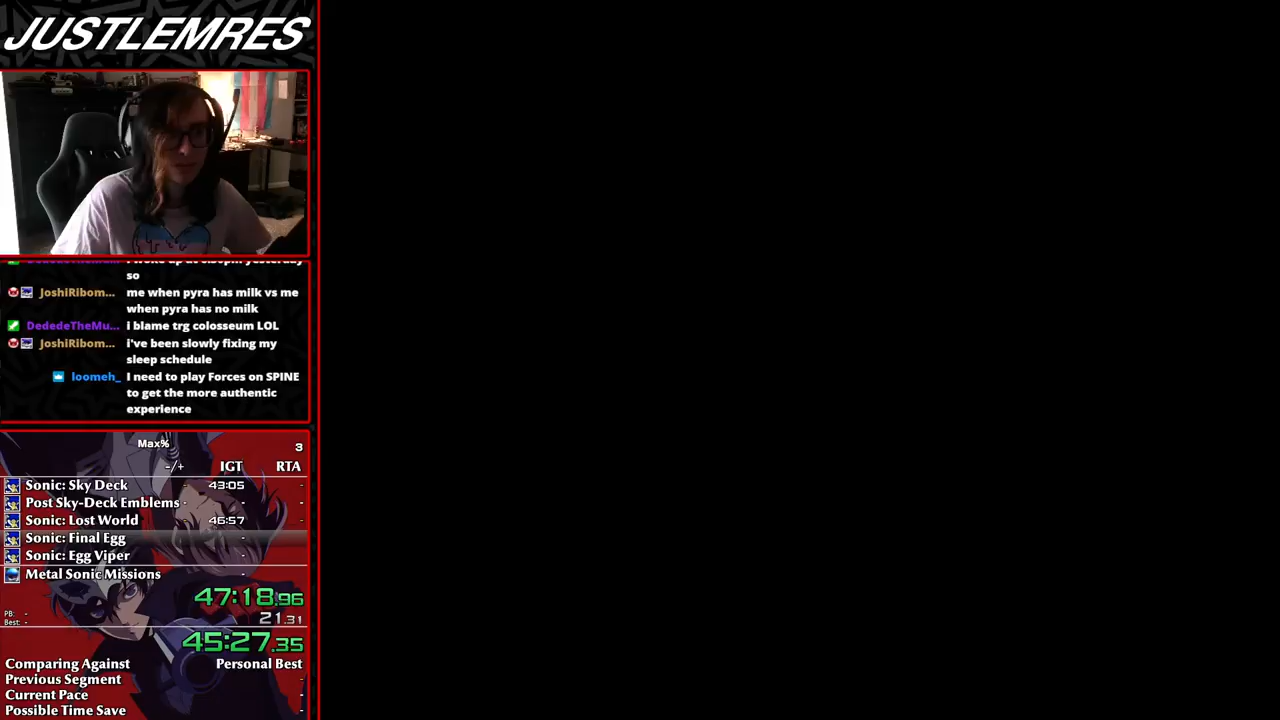 JUSTLEMRES
so
JoshiRibom... me when pyra has milk vs me
when pyra has no milk
DededeTheMu... i blame trg colosseum LOL
JoshiRibom... i've been slowly fixing my
sleep schedule
loomeh_ I need to play Forces on SPINE
to get the more authentic
experience
Max% 3
-/+ IGT RTA
Sonic: Sky Deck - 43:05 -
Post Sky-Deck Emblems - - -
Sonic: Lost World - 46:57 -
Sonic: Final Egg -
Sonic: Egg Viper -
Metal Sonic Missions -
47:18.96
PB: -
Best: - 21.31
45:27.35
Comparing Against Personal Best
Previous Segment -
Current Pace -
Possible Time Save -